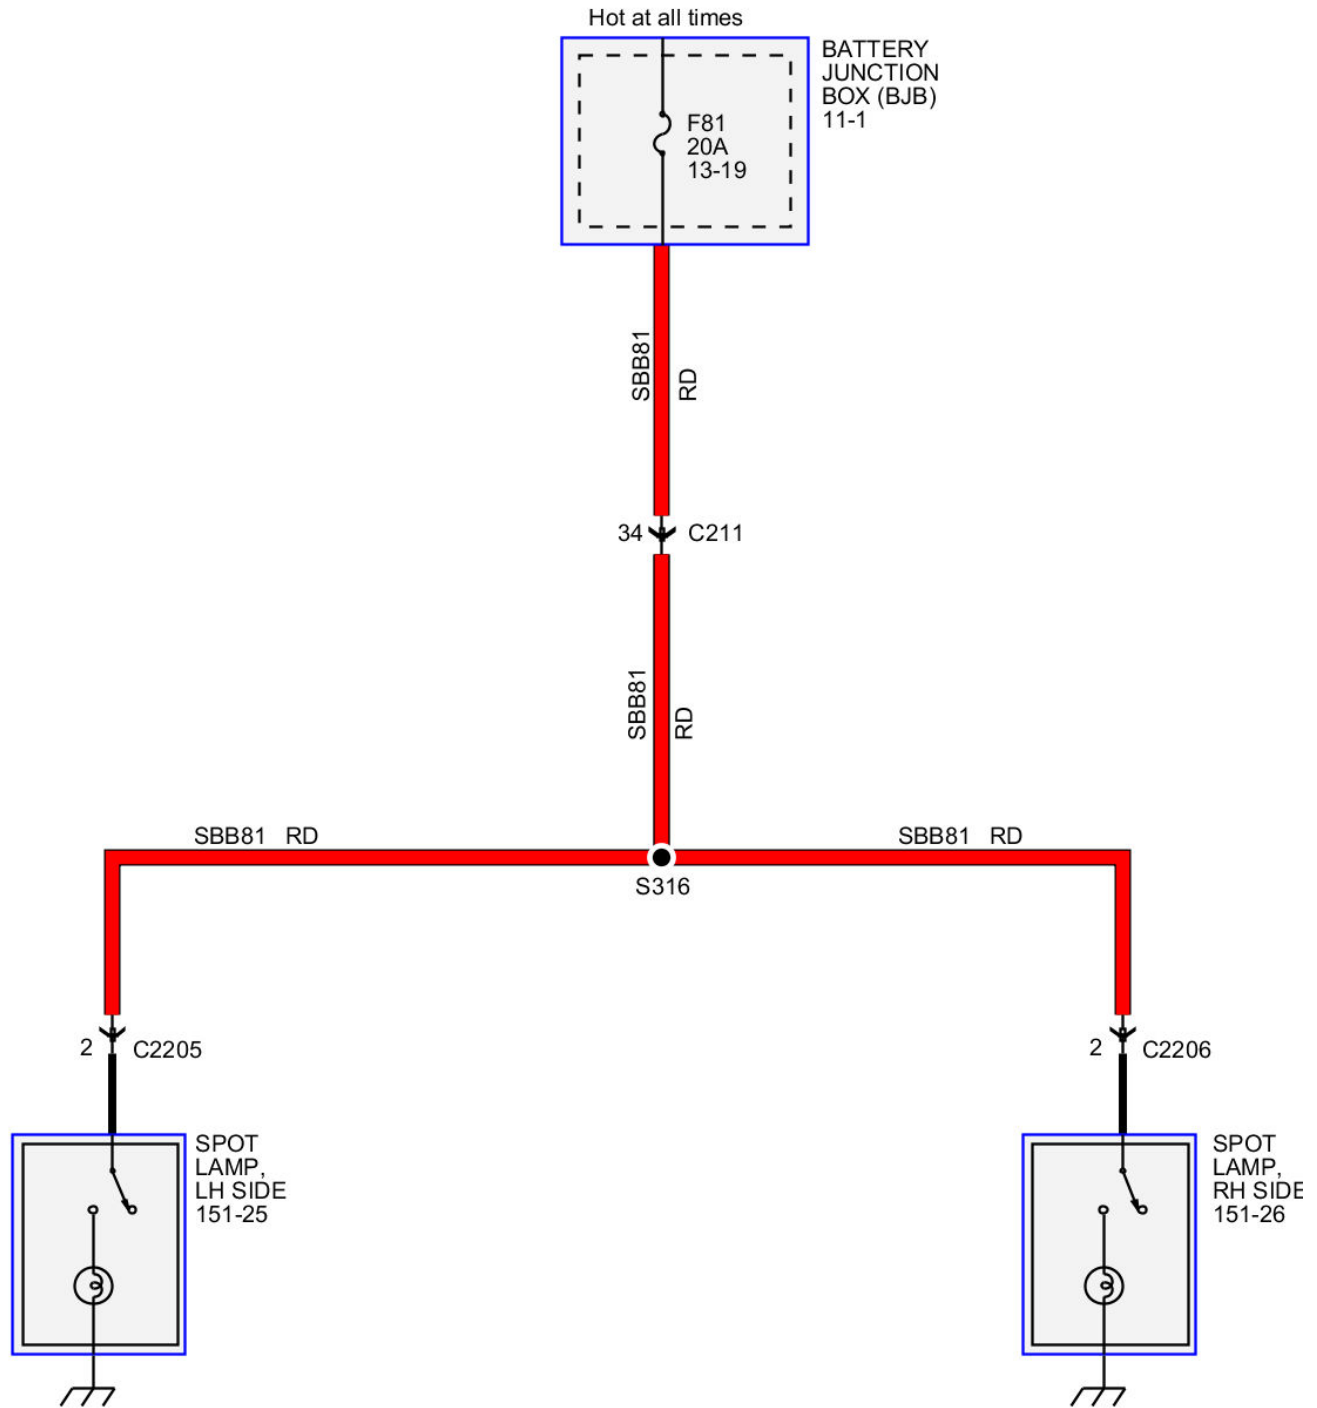 Hot at all times
BATTERY
JUNCTION
BOX (BJB)
11-1
F81
20A
13-19
SBB81
RD
34
C211
SBB81
RD
SBB81 RD
SBB81 RD
S316
2
C2205
2
C2206
SPOT
LAMP,
LH SIDE
151-25
SPOT
LAMP,
RH SIDE
151-26